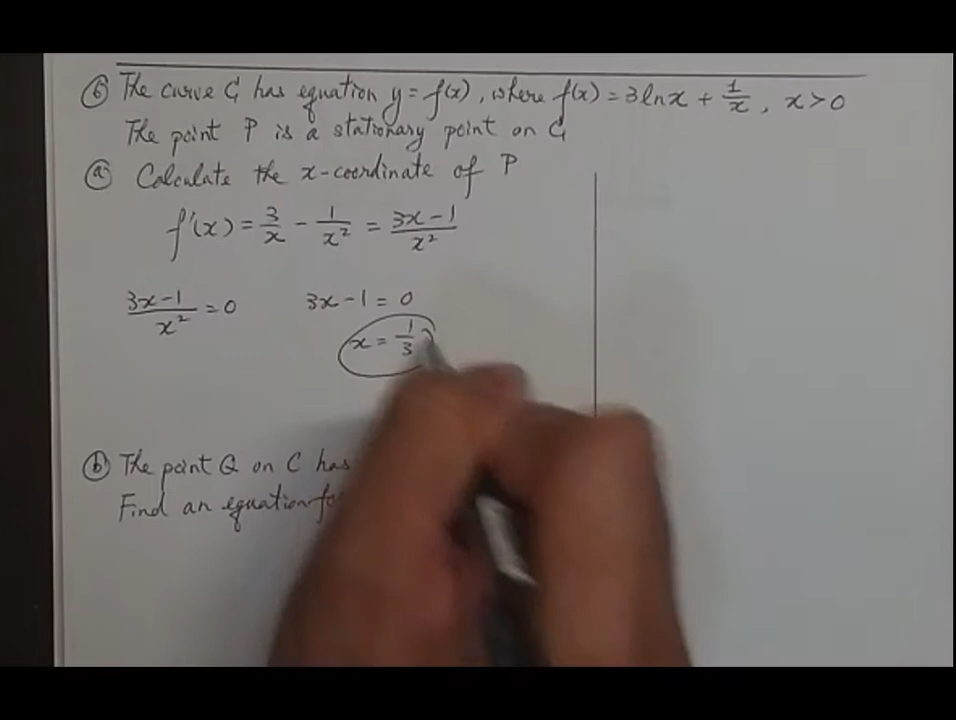 ⑥ The curve C has equation y = f(x), where f(x) = 3 ln x + 1/x, x > 0
The point P is a stationary point on C
ⓐ Calculate the x-coordinate of P
f'(x) = 3/x - 1/x² = (3x-1)/x²
(3x-1)/x² = 0    3x - 1 = 0
x = 1/3
ⓑ The point Q on C has
Find an equation